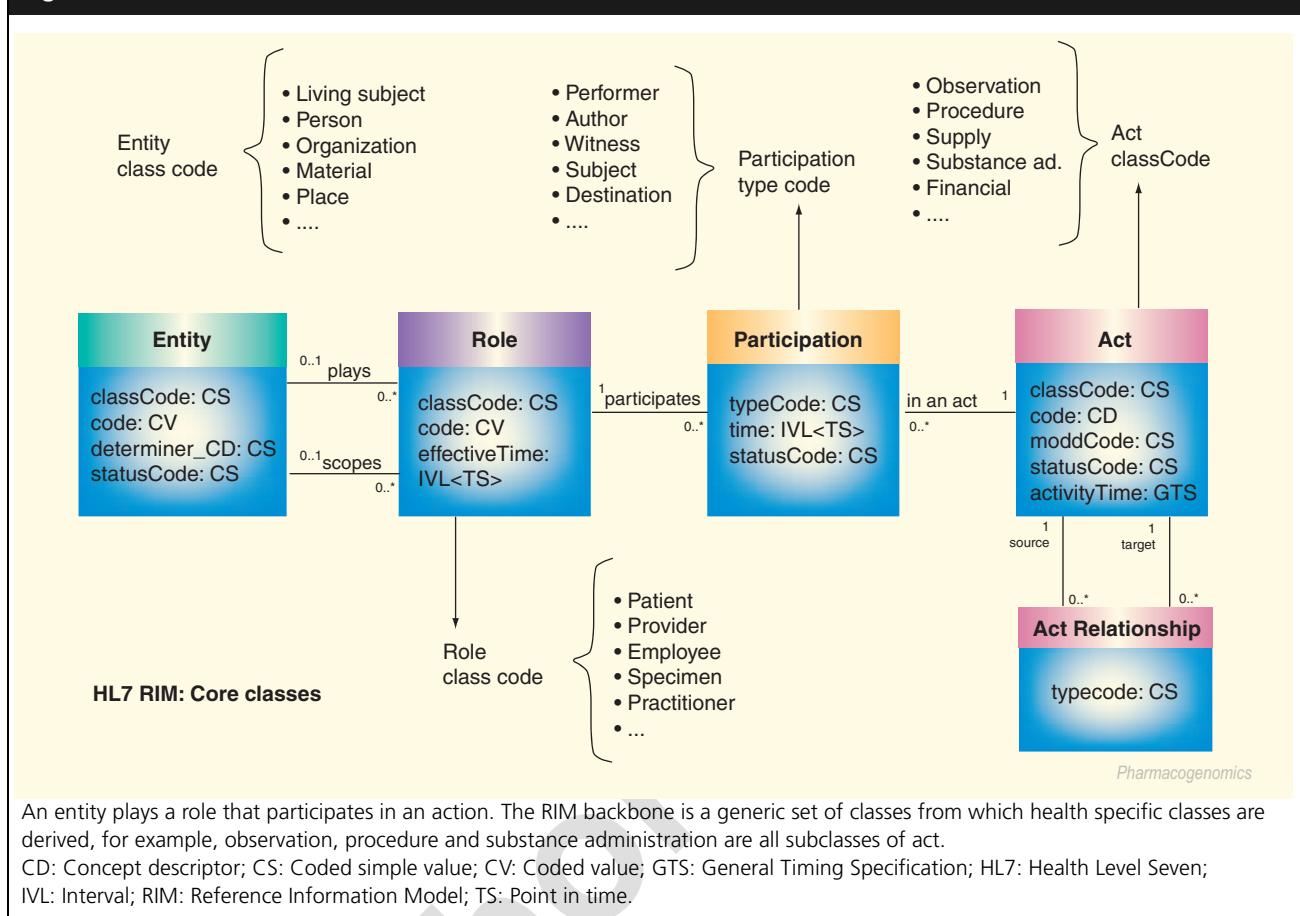 Entity
class code
• Living subject
• Person
• Organization
• Material
• Place
• ....
• Performer
• Author
• Witness
• Subject
• Destination
• ....
Participation
type code
• Observation
• Procedure
• Supply
• Substance ad.
• Financial
• ....
Act
classCode
Entity
classCode: CS
code: CV
determiner_CD: CS
statusCode: CS
0..1 plays
0..*
0..1 scopes
0..*
Role
classCode: CS
code: CV
effectiveTime:
IVL<TS>
1 participates
0..*
Participation
typeCode: CS
time: IVL<TS>
statusCode: CS
in an act 1
0..*
Act
classCode: CS
code: CD
moddCode: CS
statusCode: CS
activityTime: GTS
1 1
source target
0..* 0..*
Act Relationship
typecode: CS
Role
class code
• Patient
• Provider
• Employee
• Specimen
• Practitioner
• ...
HL7 RIM: Core classes
Pharmacogenomics
An entity plays a role that participates in an action. The RIM backbone is a generic set of classes from which health specific classes are
derived, for example, observation, procedure and substance administration are all subclasses of act.
CD: Concept descriptor; CS: Coded simple value; CV: Coded value; GTS: General Timing Specification; HL7: Health Level Seven;
IVL: Interval; RIM: Reference Information Model; TS: Point in time.